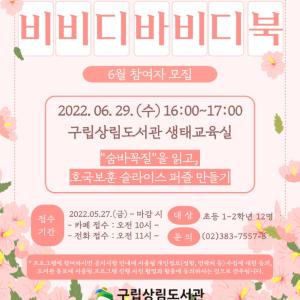 비비디바비디북
6월 참여자 모집
2022. 06. 29. (수) 16:00~17:00
구립상림도서관 생태교육실
"숨바꼭질"을 읽고,
호국보훈 슬라이스 퍼즐 만들기
접수
기간
2022.05.27.(금) - 마감 시
- 카페 접수 : 오전 10시 ~
- 전화 접수 : 오전 11시 ~
대 상
초등 1~2학년 12명
문 의
(02)383-7557~8
구립상림도서관